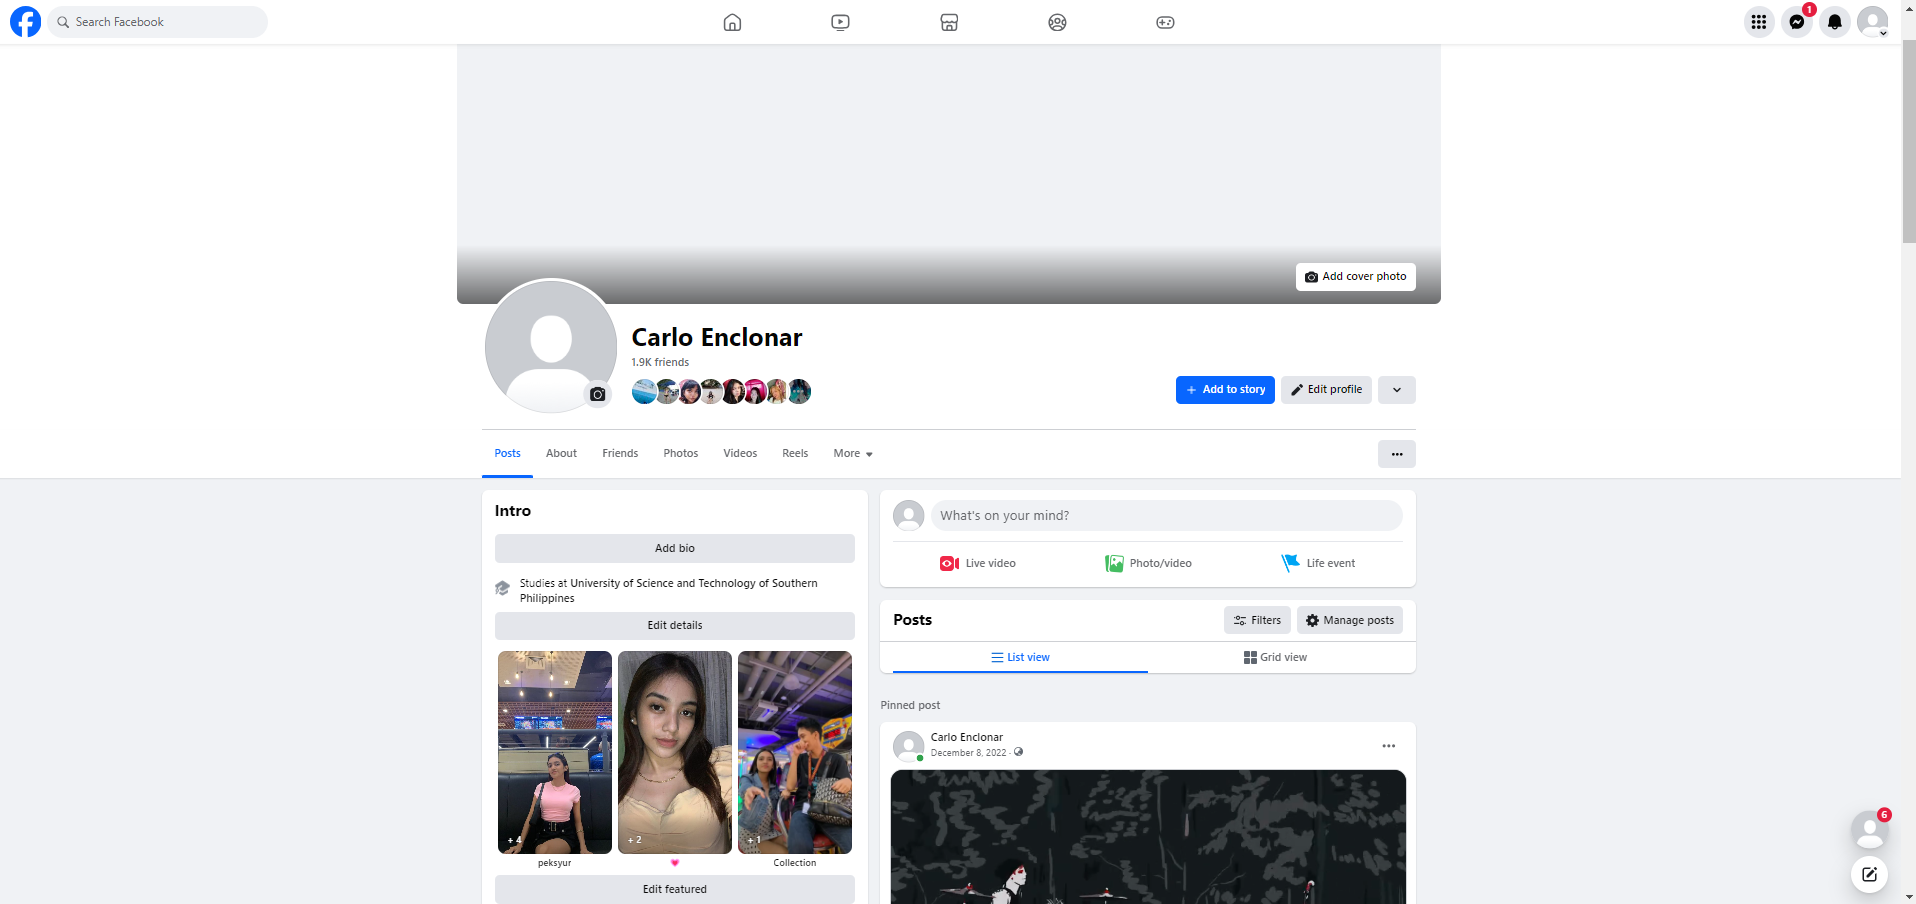 Search Facebook
1
Add cover photo
Carlo Enclonar
1.9K friends
Add to story
Edit profile
Posts
About
Friends
Photos
Videos
Reels
More
Intro
Add bio
Studies at University of Science and Technology of Southern
Philippines
Edit details
+ 4
+ 2
+ 1
peksyur
Collection
Edit featured
What's on your mind?
Live video
Photo/video
Life event
Posts
Filters
Manage posts
List view
Grid view
Pinned post
Carlo Enclonar
December 8, 2022 ·
6